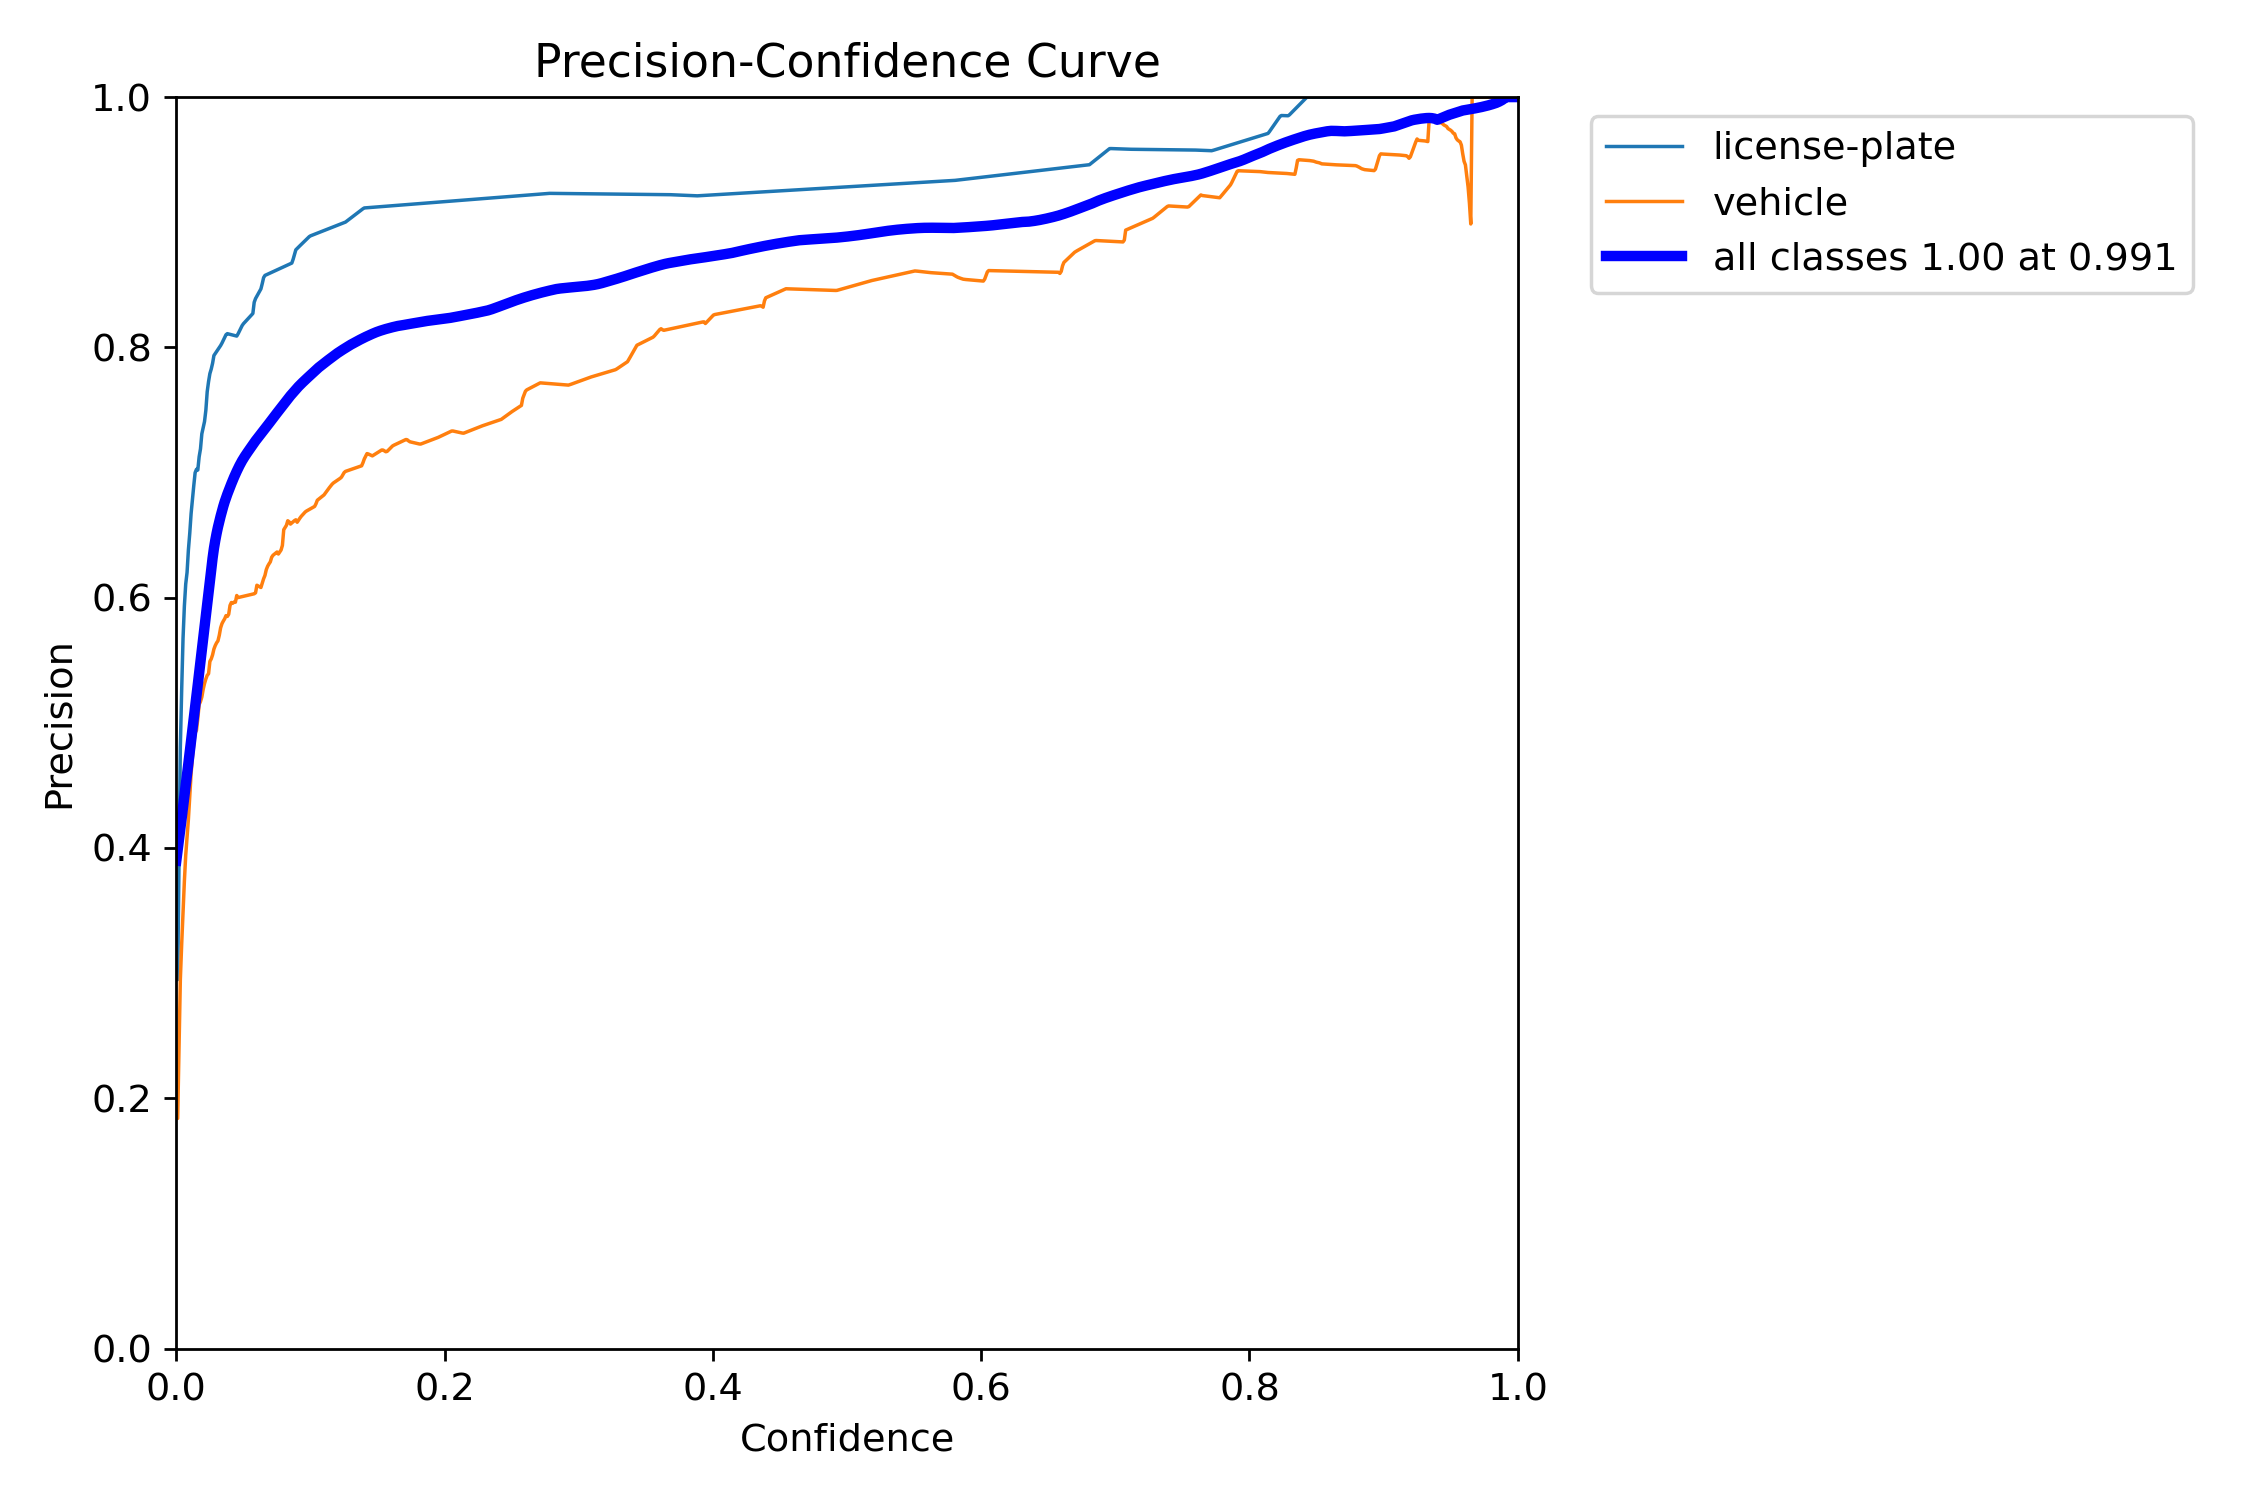 Precision-Confidence Curve
1.0
0.8
0.6
0.4
0.2
0.0
Precision
0.0 0.2 0.4 0.6 0.8 1.0
Confidence
license-plate
vehicle
all classes 1.00 at 0.991